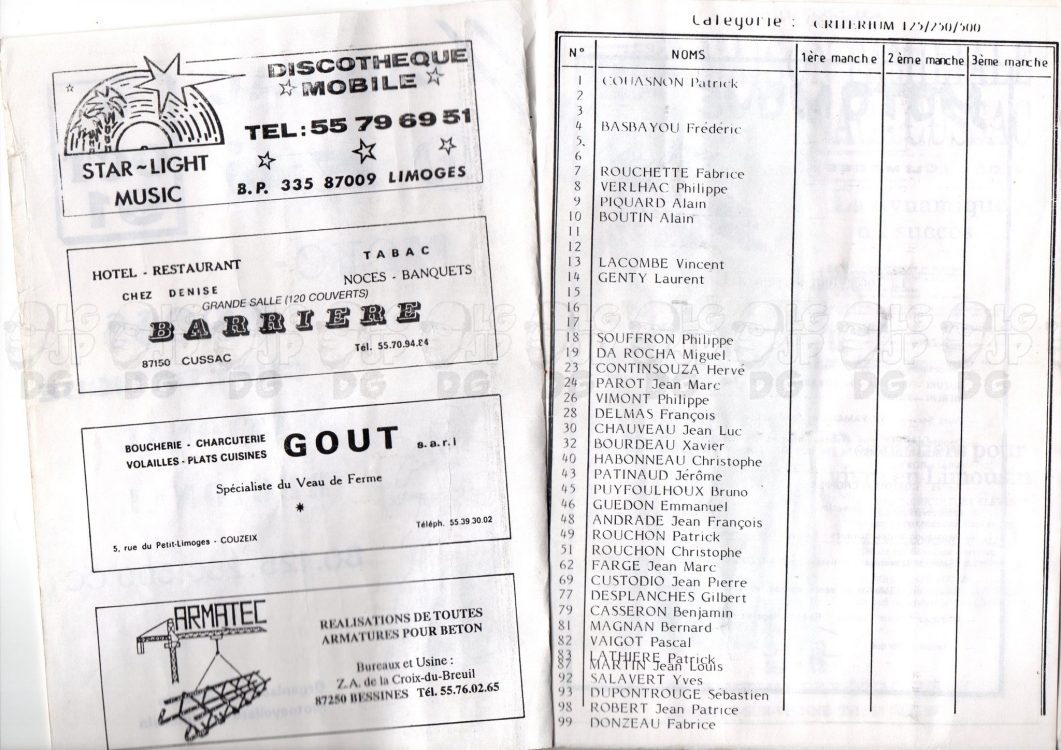 DISCOTHEQUE
MOBILE
TEL: 55 79 69 51
STAR~LIGHT
MUSIC
B.P. 335 87009 LIMOGES
HOTEL - RESTAURANT
TABAC
CHEZ DENISE
NOCES - BANQUETS
GRANDE SALLE (120 COUVERTS)
BARRIERE
87150 CUSSAC
Tél. 55.70.94.84
BOUCHERIE - CHARCUTERIE
VOLAILLES - PLATS CUISINES
GOUT s.a.r.l
Spécialiste du Veau de Ferme
*
Téléph. 55.39.30.02
5, rue du Petit-Limoges - COUZEIX
ARMATEC
REALISATIONS DE TOUTES
ARMATURES POUR BETON
Bureaux et Usine :
Z.A. de la Croix-du-Breuil
87250 BESSINES Tél. 55.76.02.65
Catégorie : CRITERIUM 125/250/500
N° NOMS 1ère manche 2ème manche 3ème manche
1 COUASNON Patrick
2
3
4 BASBAYOU Frédéric
5
6
7 ROUCHETTE Fabrice
8 VERLHAC Philippe
9 PIQUARD Alain
10 BOUTIN Alain
11
12
13 LACOMBE Vincent
14 GENTY Laurent
15
16
17
18 SOUFFRON Philippe
19 DA ROCHA Miguel
23 CONTINSOUZA Hervé
24 PAROT Jean Marc
26 VIMONT Philippe
28 DELMAS François
30 CHAUVEAU Jean Luc
32 BOURDEAU Xavier
40 HABONNEAU Christophe
43 PATINAUD Jérôme
45 PUYFOULHOUX Bruno
46 GUEDON Emmanuel
48 ANDRADE Jean François
49 ROUCHON Patrick
51 ROUCHON Christophe
62 FARGE Jean Marc
69 CUSTODIO Jean Pierre
77 DESPLANCHES Gilbert
79 CASSERON Benjamin
81 MAGNAN Bernard
82 VAIGOT Pascal
83 LATHIERE Patrick
87 MARTIN Jean Louis
92 SALAVERT Yves
93 DUPONTROUGE Sébastien
98 ROBERT Jean Patrice
99 DONZEAU Fabrice